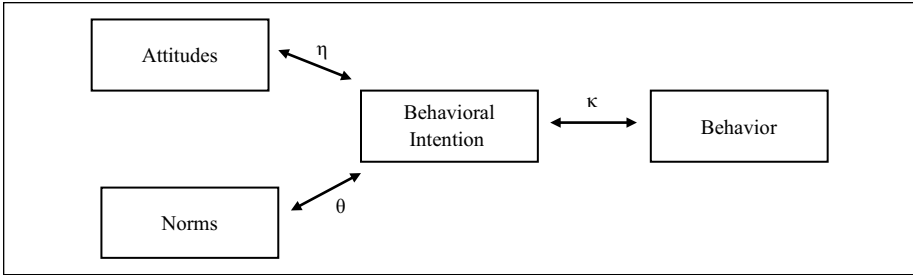 Attitudes
η
κ
Behavioral
Intention
Behavior
θ
Norms